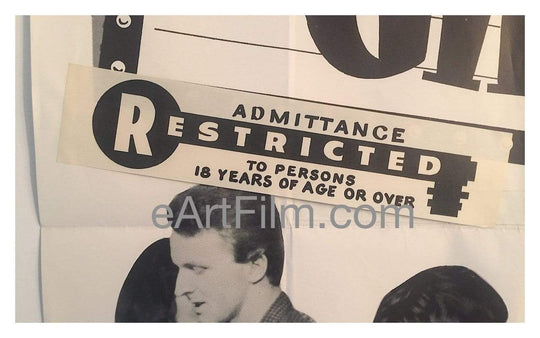 ADMITTANCE
RESTRICTED
TO PERSONS
18 YEARS OF AGE OR OVER
eArtFilm.com